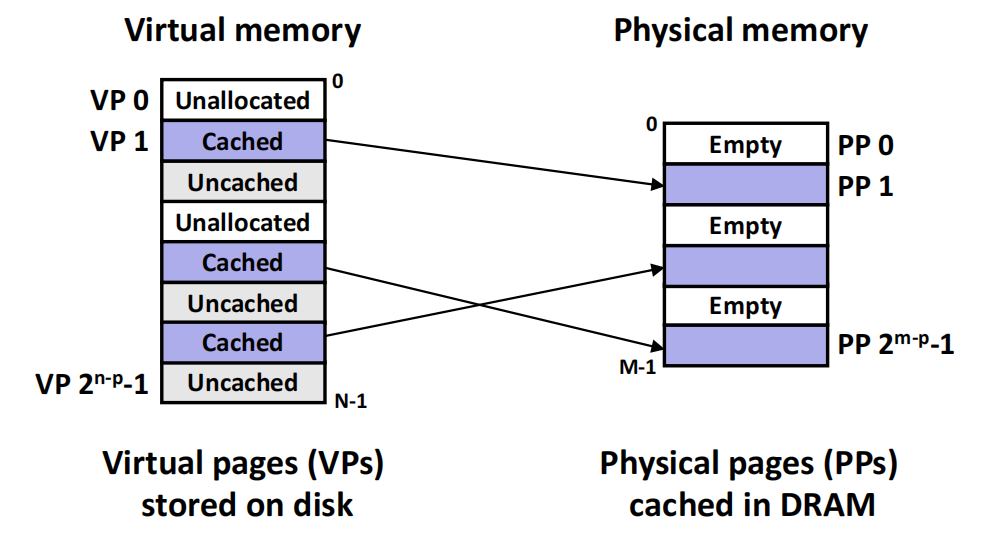 Virtual memory
Physical memory
0
VP 0
Unallocated
VP 1
Cached
Uncached
Unallocated
Cached
Uncached
Cached
VP 2ⁿ⁻ᵖ-1
Uncached
N-1
0
Empty
PP 0
PP 1
Empty
Empty
PP 2ᵐ⁻ᵖ-1
M-1
Virtual pages (VPs)
stored on disk
Physical pages (PPs)
cached in DRAM